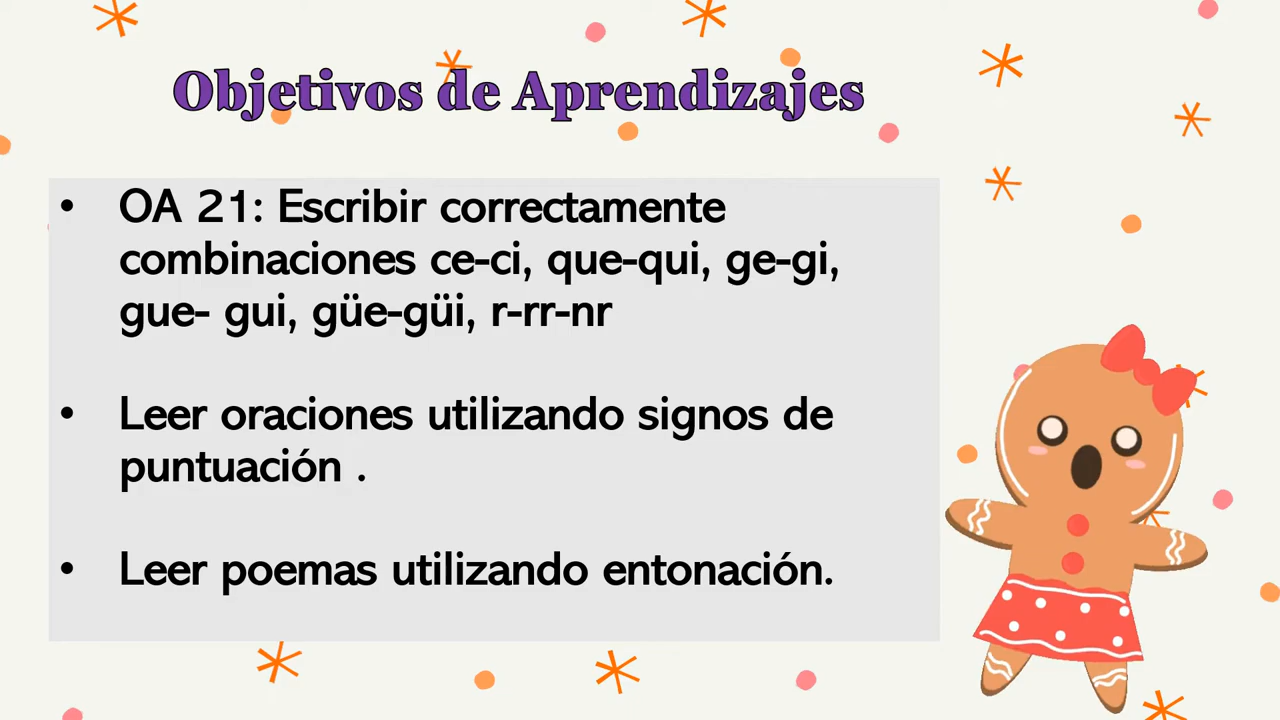 Objetivos de Aprendizajes
• OA 21: Escribir correctamente
combinaciones ce-ci, que-qui, ge-gi,
gue- gui, güe-güi, r-rr-nr
• Leer oraciones utilizando signos de
puntuación .
• Leer poemas utilizando entonación.